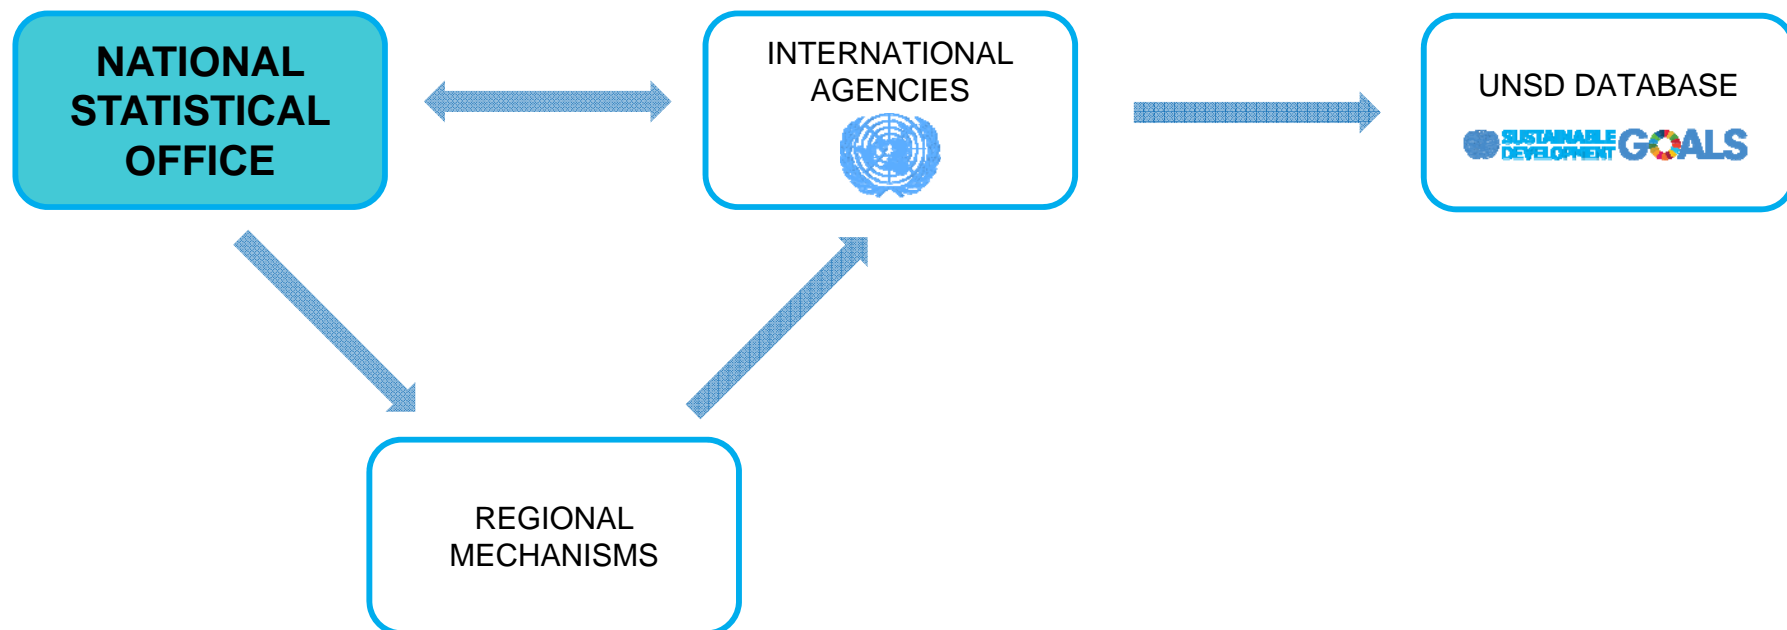 NATIONAL
STATISTICAL
OFFICE
INTERNATIONAL
AGENCIES
UNSD DATABASE
SUSTAINABLE
DEVELOPMENT
GOALS
REGIONAL
MECHANISMS